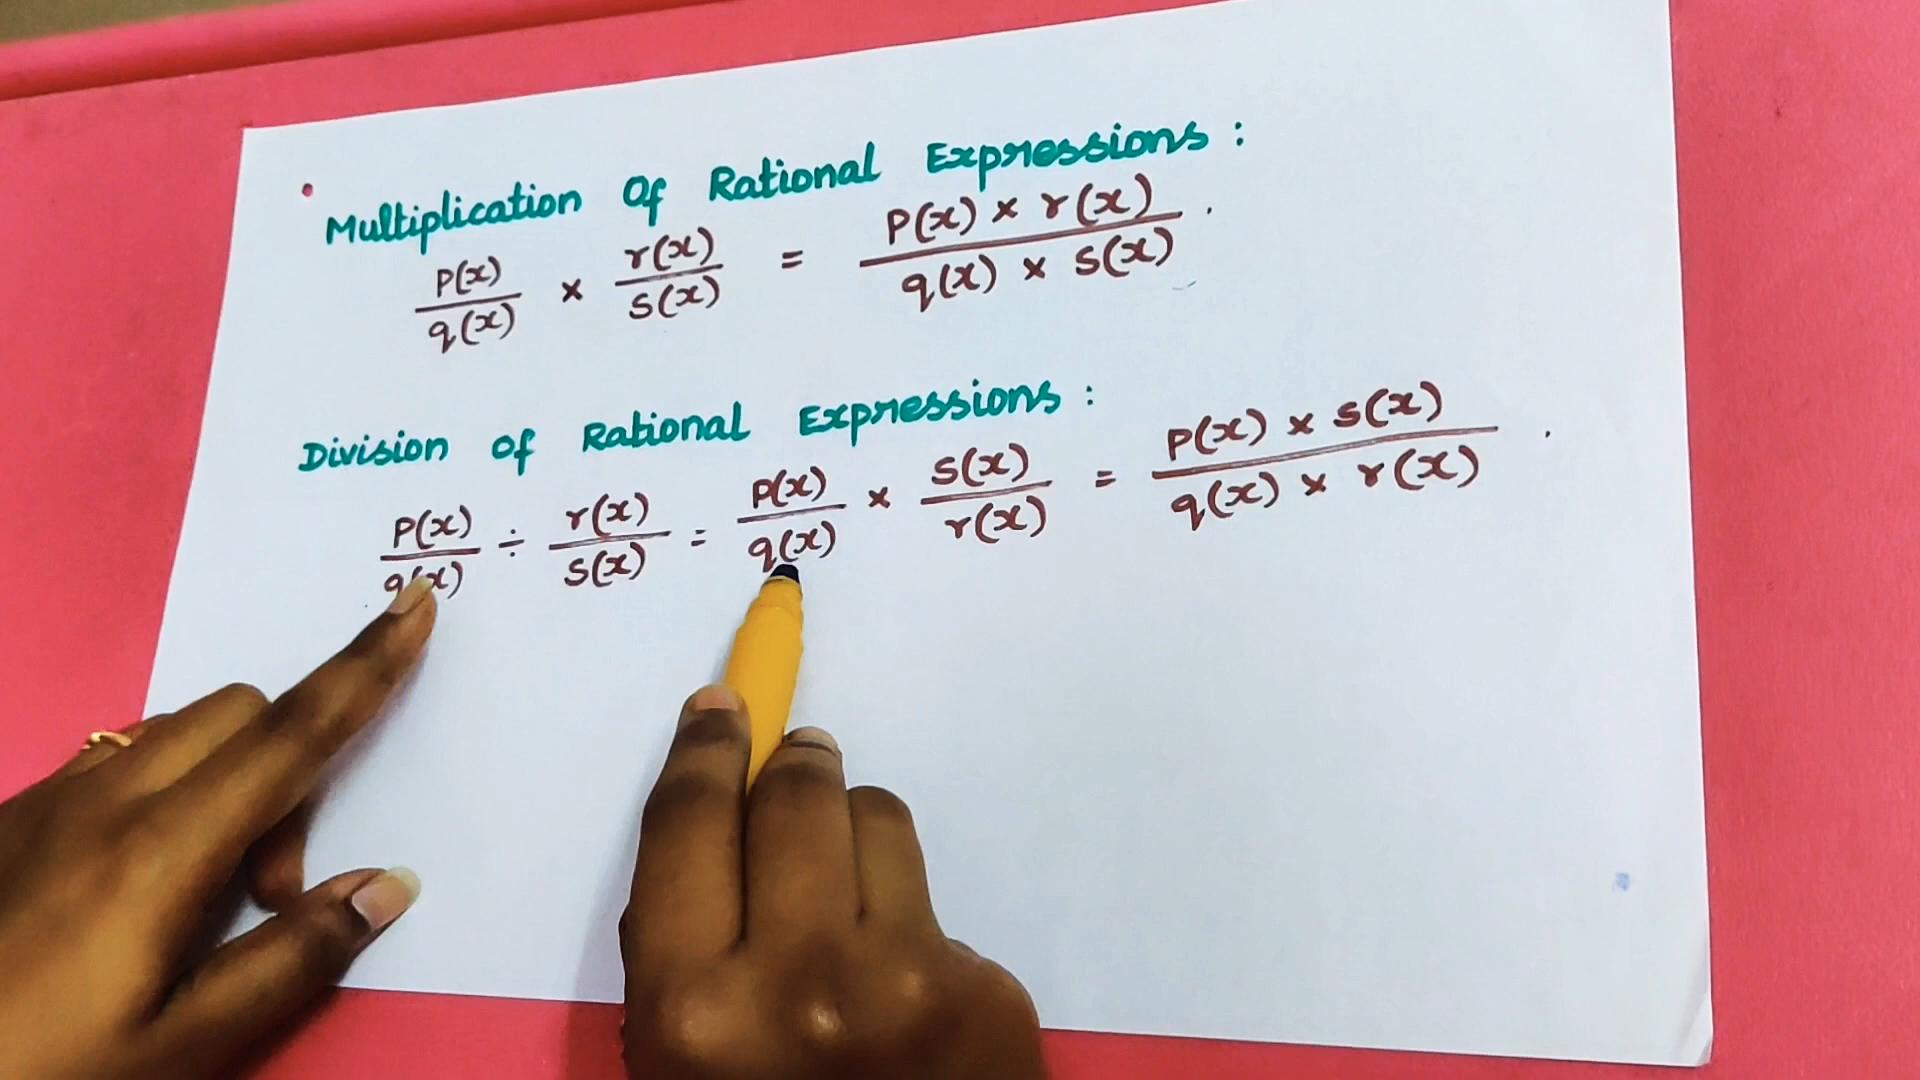 Multiplication Of Rational Expressions :
P(x)/q(x) × r(x)/s(x) = P(x) × r(x)/q(x) × s(x) .
Division of Rational Expressions :
P(x)/q(x) ÷ r(x)/s(x) = P(x)/q(x) × s(x)/r(x) = P(x) × s(x)/q(x) × r(x) .